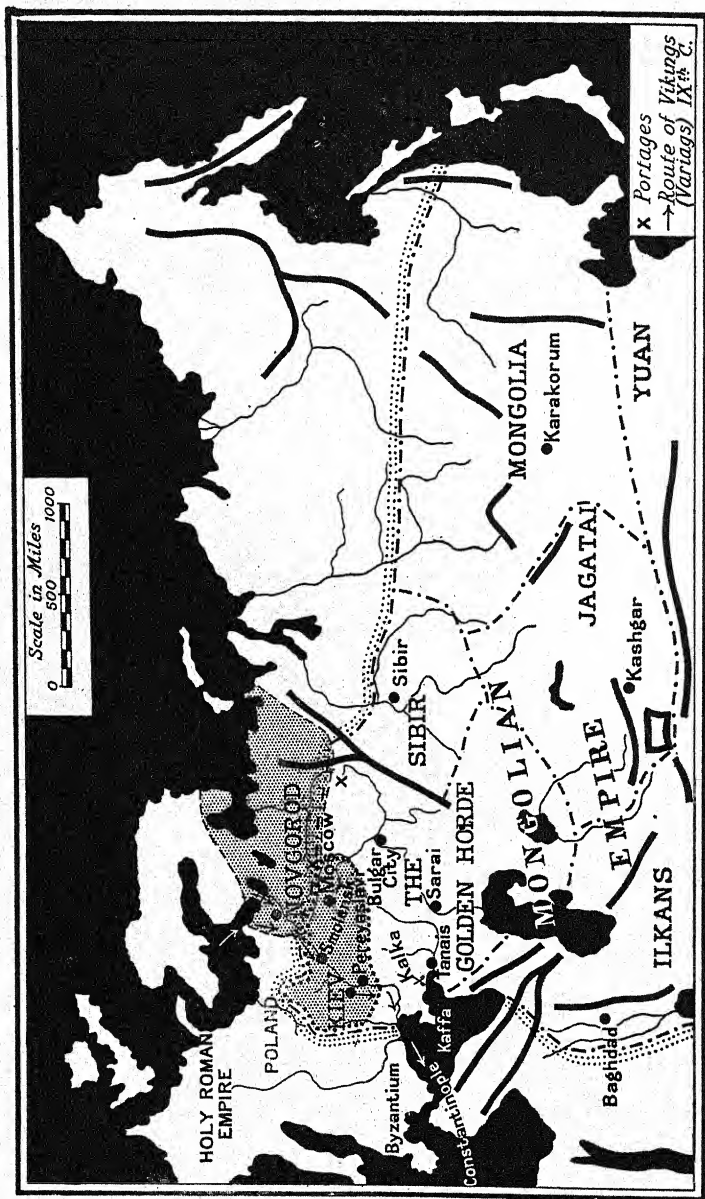 Scale in Miles
0 500 1000
x Portages
→Route of Vikings
(Variags) IXth C.
HOLY ROMAN
EMPIRE
POLAND
NOVGOROD
Moscow
Smolensk
KIEV
Pereyaslavl
Bulgar
City
SIBIR
Sibir
THE
GOLDEN HORDE
Sarai
Kalka
Tanais
Kaffa
Byzantium
Constantinople
MONGOLIAN
EMPIRE
MONGOLIA
Karakorum
JAGATAI
Kashgar
YUAN
ILKANS
Baghdad